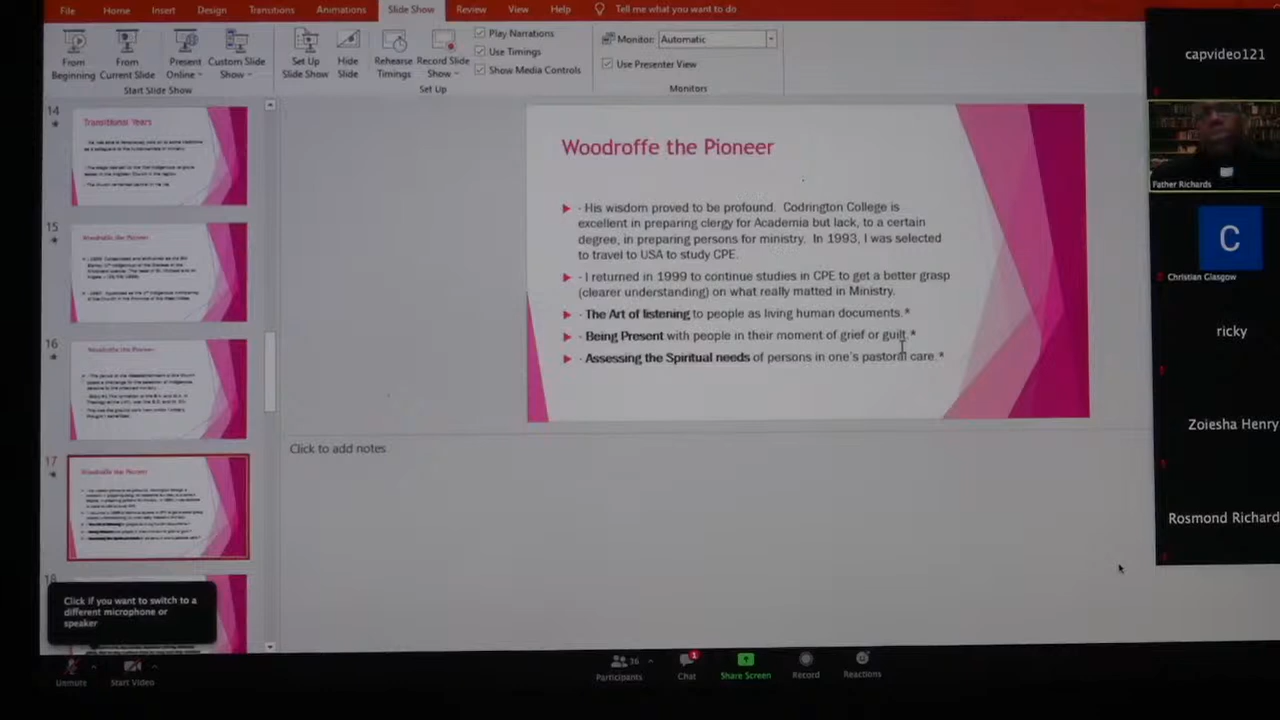 File Home Insert Design Transitions Animations Slide Show Review View Help Tell me what you want to do
From Beginning
From Current Slide
Present Online
Custom Slide Show
Start Slide Show
Set Up Slide Show
Hide Slide
Rehearse Timings
Record Slide Show
Play Narrations
Use Timings
Show Media Controls
Set Up
Monitor: Automatic
Use Presenter View
Monitors
14
Transitional Years
15
Woodroffe the Pioneer
16
Woodroffe the Pioneer
17
Woodroffe the Pioneer
18
Woodroffe the Pioneer
· His wisdom proved to be profound. Codrington College is
excellent in preparing clergy for Academia but lack, to a certain
degree, in preparing persons for ministry. In 1993, I was selected
to travel to USA to study CPE.
· I returned in 1999 to continue studies in CPE to get a better grasp
(clearer understanding) on what really matted in Ministry.
· The Art of listening to people as living human documents.*
· Being Present with people in their moment of grief or guilt.*
· Assessing the Spiritual needs of persons in one's pastoral care.*
Click to add notes
Click if you want to switch to a
different microphone or
speaker
capvideo121
Father Richards
C
Christian Glasgow
ricky
Zoiesha Henry
Rosmond Richard
Unmute
Start Video
36
Participants
1
Chat
Share Screen
Record
Reactions